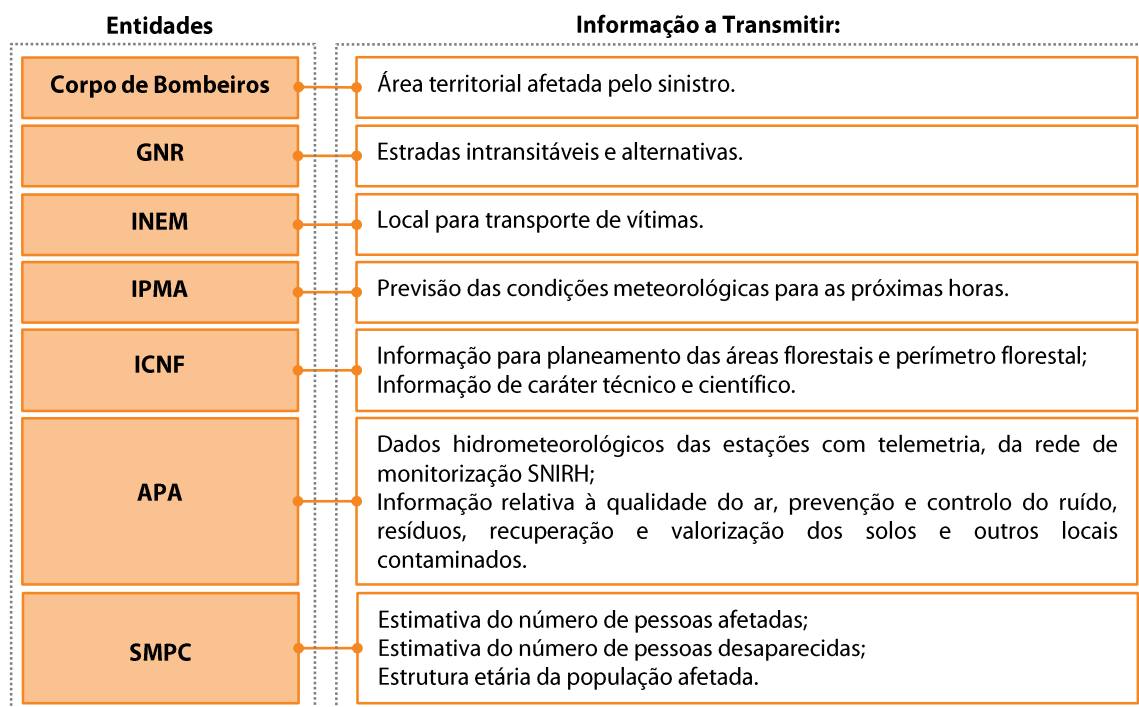 Entidades
Informação a Transmitir:
Corpo de Bombeiros
Área territorial afetada pelo sinistro.
GNR
Estradas intransitáveis e alternativas.
INEM
Local para transporte de vítimas.
IPMA
Previsão das condições meteorológicas para as próximas horas.
ICNF
Informação para planeamento das áreas florestais e perímetro florestal;
Informação de caráter técnico e científico.
APA
Dados hidrometeorológicos das estações com telemetria, da rede de
monitorização SNIRH;
Informação relativa à qualidade do ar, prevenção e controlo do ruído,
resíduos, recuperação e valorização dos solos e outros locais
contaminados.
SMPC
Estimativa do número de pessoas afetadas;
Estimativa do número de pessoas desaparecidas;
Estrutura etária da população afetada.